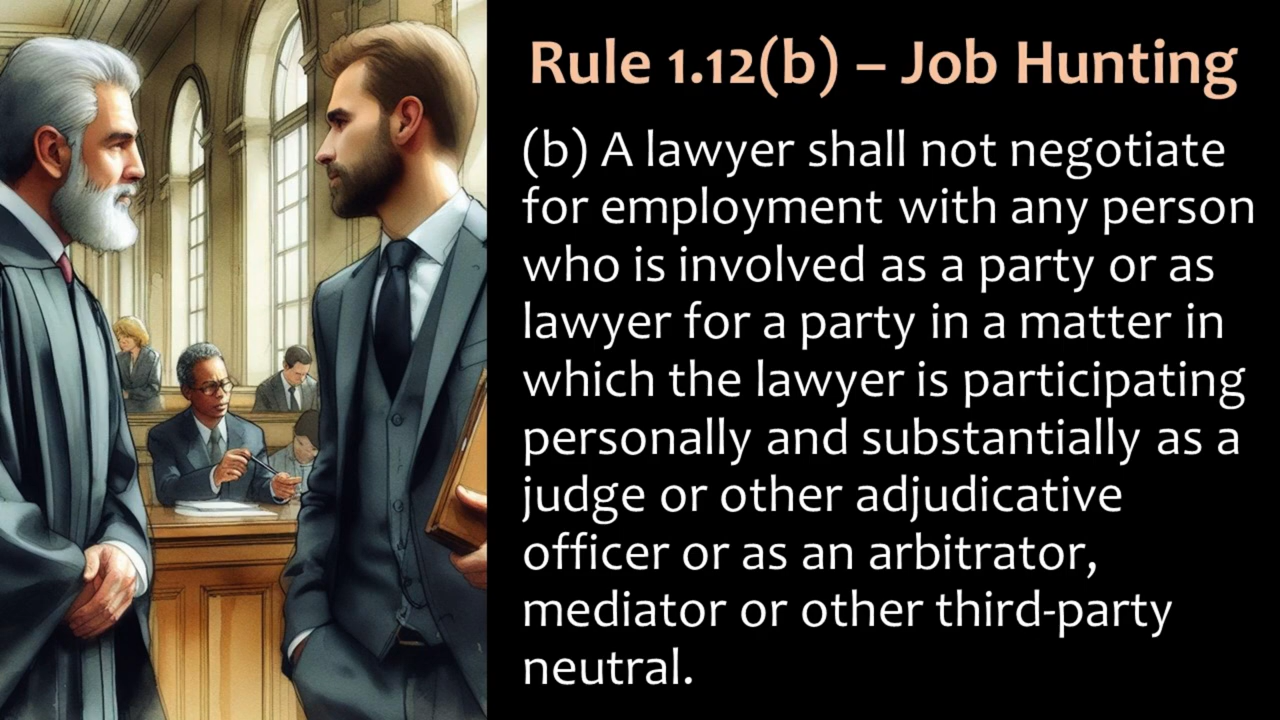 Rule 1.12(b) – Job Hunting
(b) A lawyer shall not negotiate
for employment with any person
who is involved as a party or as
lawyer for a party in a matter in
which the lawyer is participating
personally and substantially as a
judge or other adjudicative
officer or as an arbitrator,
mediator or other third-party
neutral.